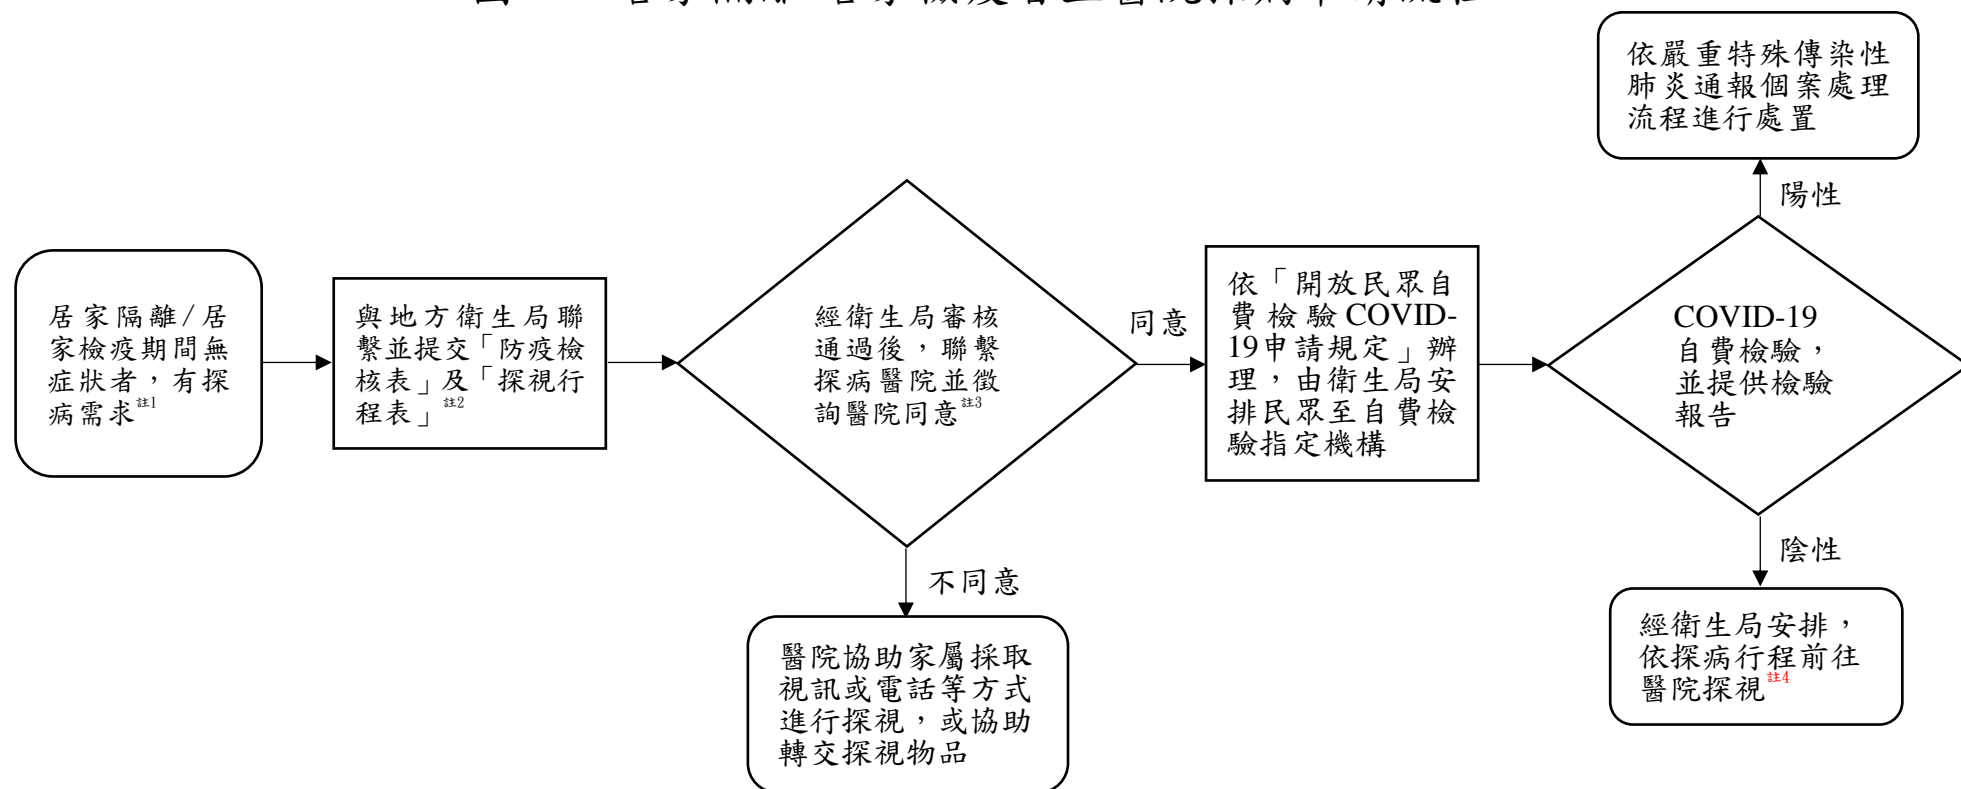 居家隔離/居
家檢疫期間無
症狀者，有探
病需求註1
與地方衛生局聯
繫並提交「防疫檢
核表」及「探視行
程表」註2
經衛生局審核
通過後，聯繫
探病醫院並徵
詢醫院同意註3
同意
不同意
醫院協助家屬採取
視訊或電話等方式
進行探視，或協助
轉交探視物品
依「開放民眾自
費檢驗COVID-
19申請規定」辦
理，由衛生局安
排民眾至自費檢
驗指定機構
COVID-19
自費檢驗，
並提供檢驗
報告
陽性
依嚴重特殊傳染性
肺炎通報個案處理
流程進行處置
陰性
經衛生局安排，
依探病行程前往
醫院探視註4